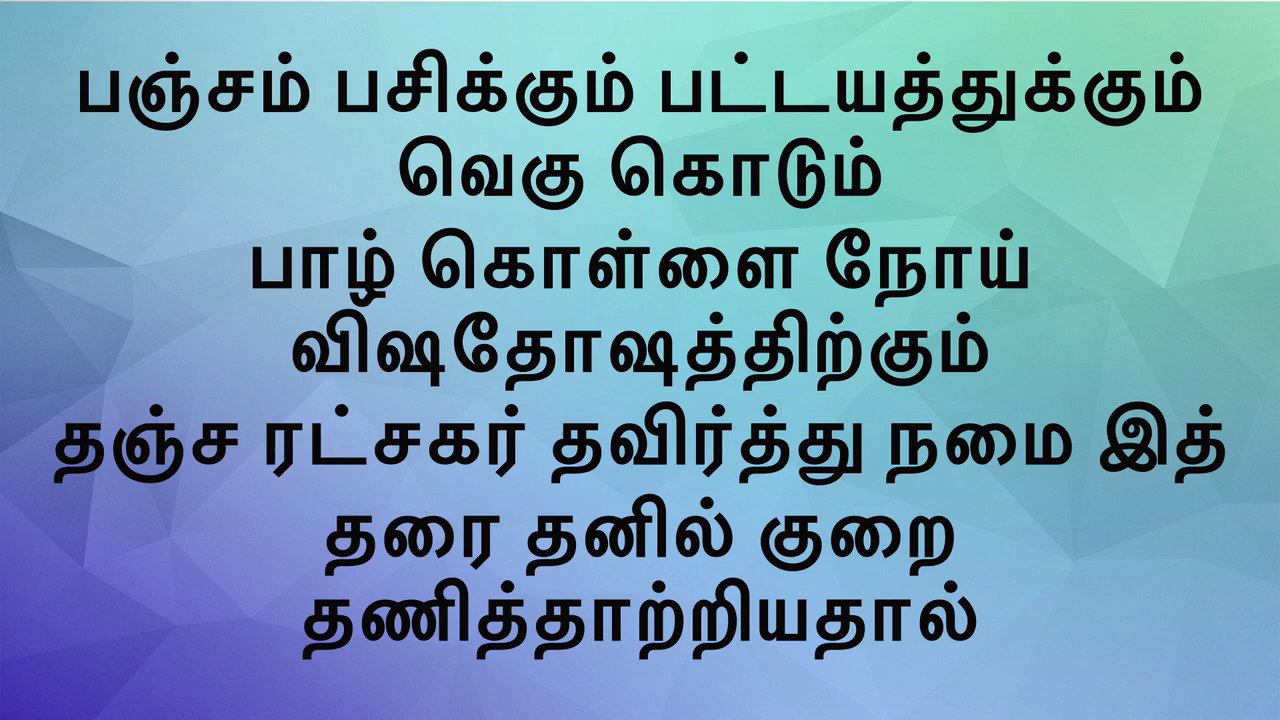 பஞ்சம் பசிக்கும் பட்டயத்துக்கும்
வெகு கொடும்
பாழ் கொள்ளை நோய்
விஷதோஷத்திற்கும்
தஞ்ச ரட்சகர் தவிர்த்து நமை இத்
தரை தனில் குறை
தணித்தாற்றியதால்